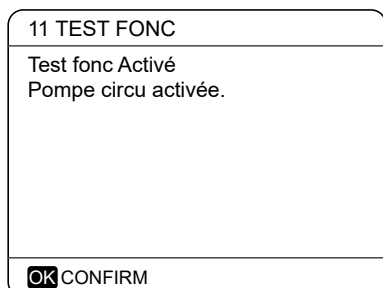 11 TEST FONC
Test fonc Activé
Pompe circu activée.
OK CONFIRM